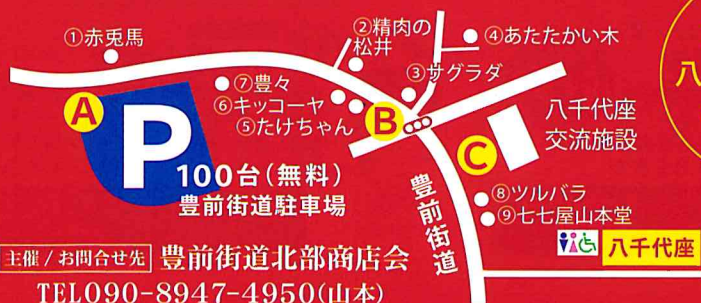 ①赤兎馬
②精肉の
松井
④あたたかい木
③サグラダ
⑦豊々
⑥キッコーヤ
⑤たけちゃん
A
B
C
P
100台(無料)
豊前街道駐車場
八千代座
交流施設
八
豊前街道
⑧ツルバラ
⑨七七屋山本堂
八千代座
主催 / お問合せ先 豊前街道北部商店会
TEL090-8947-4950(山本)